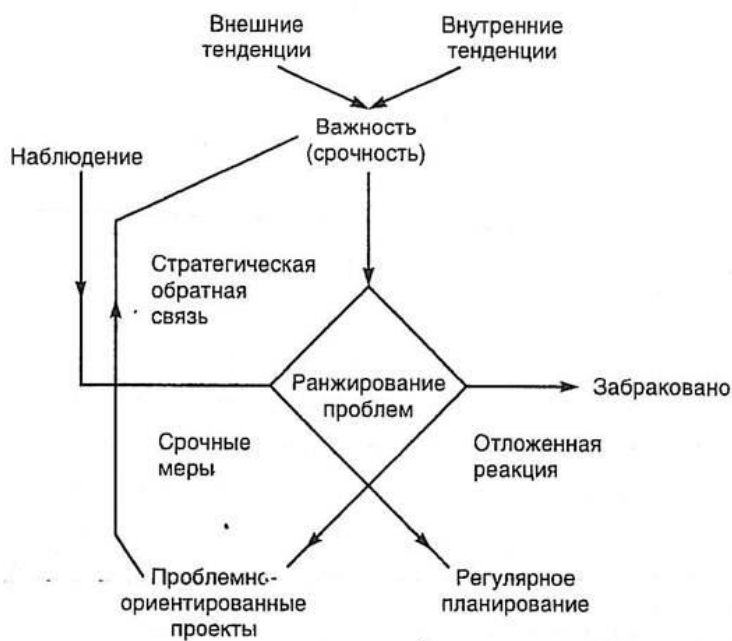 Внешние
тенденции
Внутренние
тенденции
Важность
(срочность)
Наблюдение
Стратегическая
обратная
связь
Ранжирование
проблем
Забраковано
Срочные
меры
Отложенная
реакция
Проблемно-
ориентированные
проекты
Регулярное
планирование